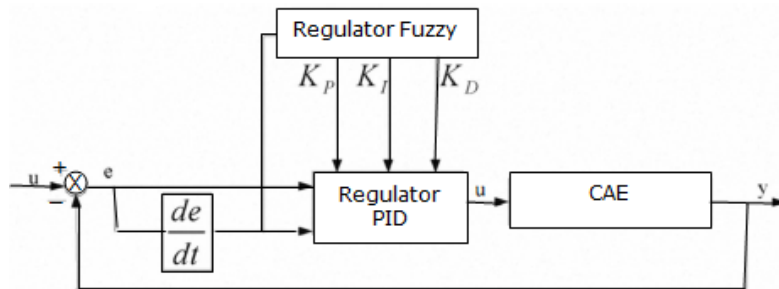 Regulator Fuzzy
K_P K_I K_D
+
u
−
e
de
dt
Regulator
PID
u
CAE
y